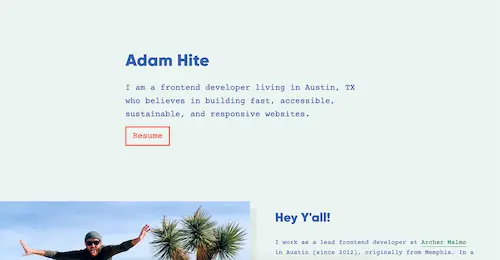 Adam Hite
I am a frontend developer living in Austin, TX
who believes in building fast, accessible,
sustainable, and responsive websites.
Resume
Hey Y'all!
I work as a lead frontend developer at Archer Malmo
in Austin (since 2012), originally from Memphis. In a